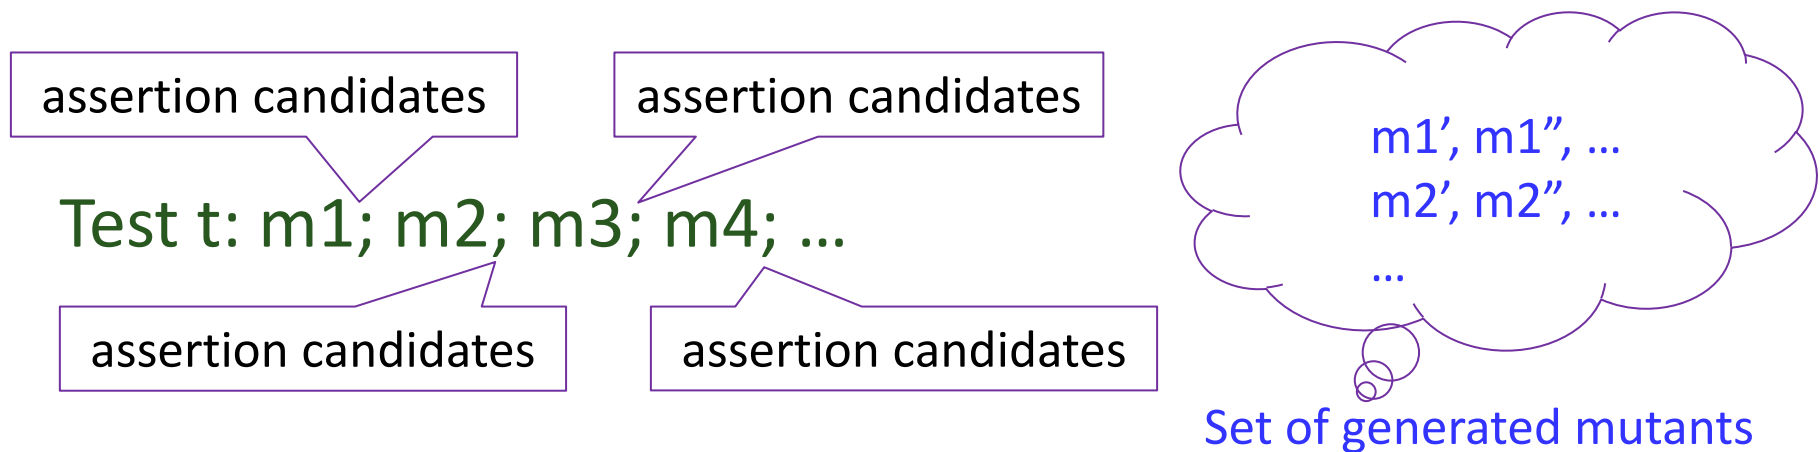 assertion candidates
assertion candidates
Test t: m1; m2; m3; m4; …
assertion candidates
assertion candidates
m1’, m1”, …
m2’, m2”, …
…
Set of generated mutants